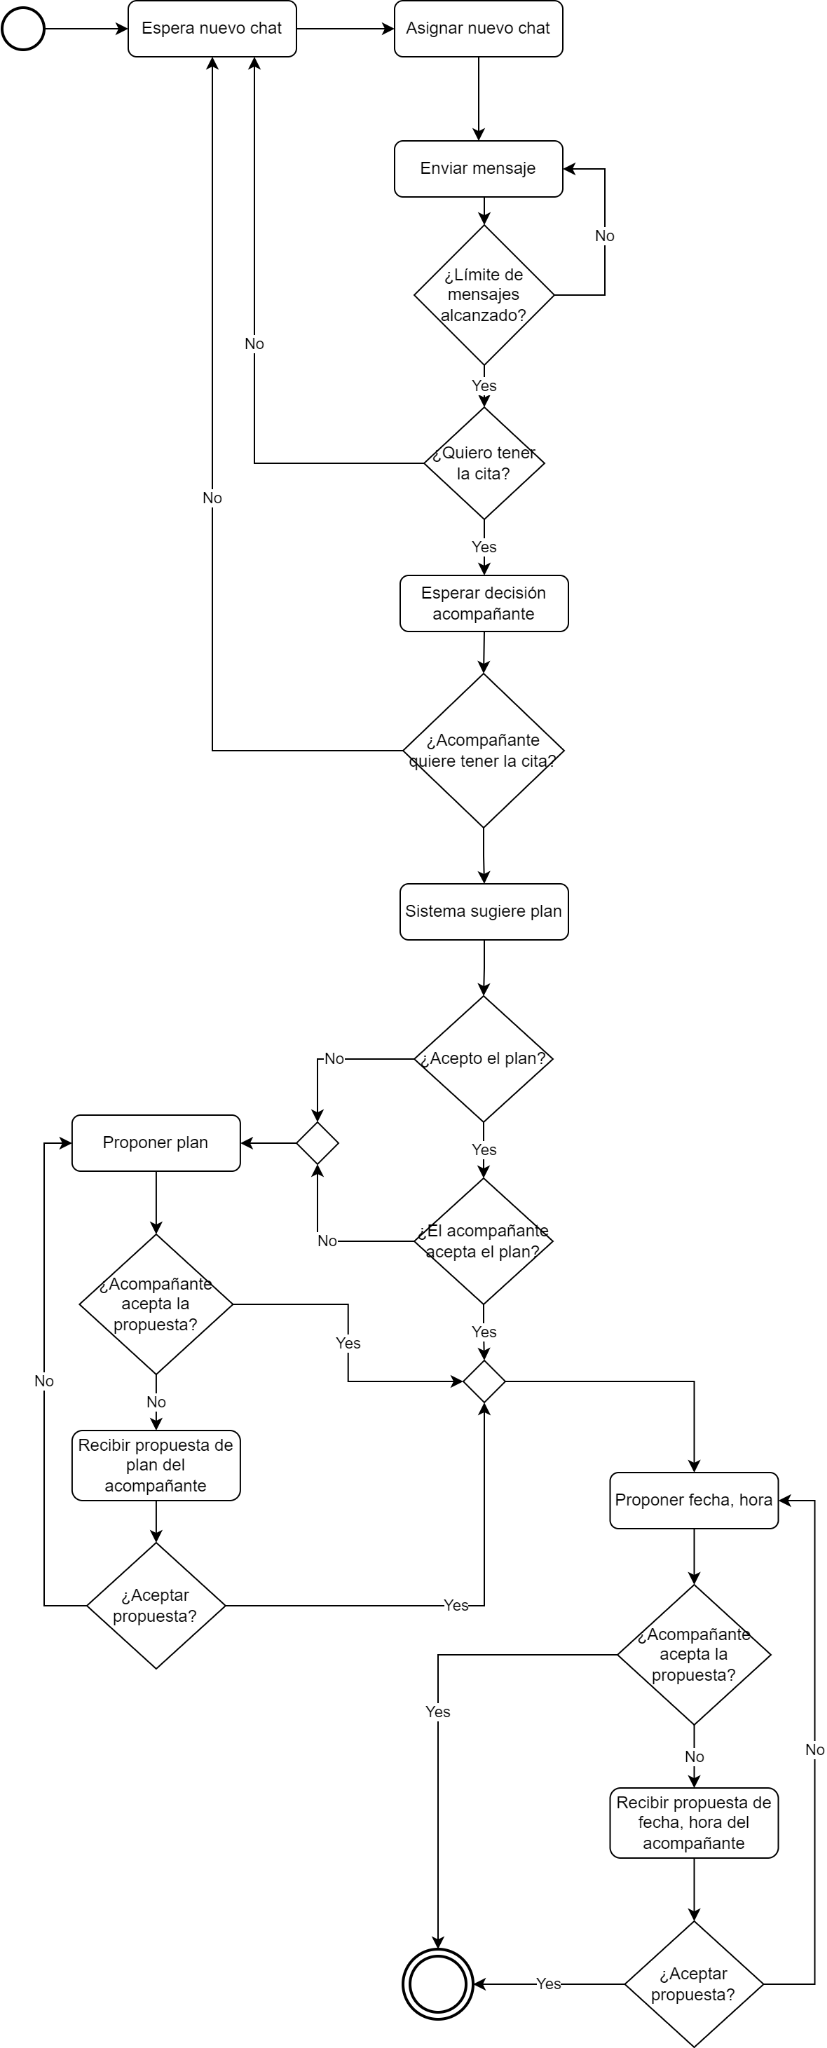 Espera nuevo chat
Asignar nuevo chat
Enviar mensaje
No
¿Límite de
mensajes
alcanzado?
No
Yes
¿Quiero tener
la cita?
No
Yes
Esperar decisión
acompañante
¿Acompañante
quiere tener la cita?
Sistema sugiere plan
No
¿Acepto el plan?
Proponer plan
Yes
¿El acompañante
acepta el plan?
No
¿Acompañante
acepta la
propuesta?
Yes
Yes
No
No
Recibir propuesta de
plan del
acompañante
Proponer fecha, hora
¿Aceptar
propuesta?
Yes
¿Acompañante
acepta la
propuesta?
Yes
No
No
Recibir propuesta de
fecha, hora del
acompañante
¿Aceptar
propuesta?
Yes